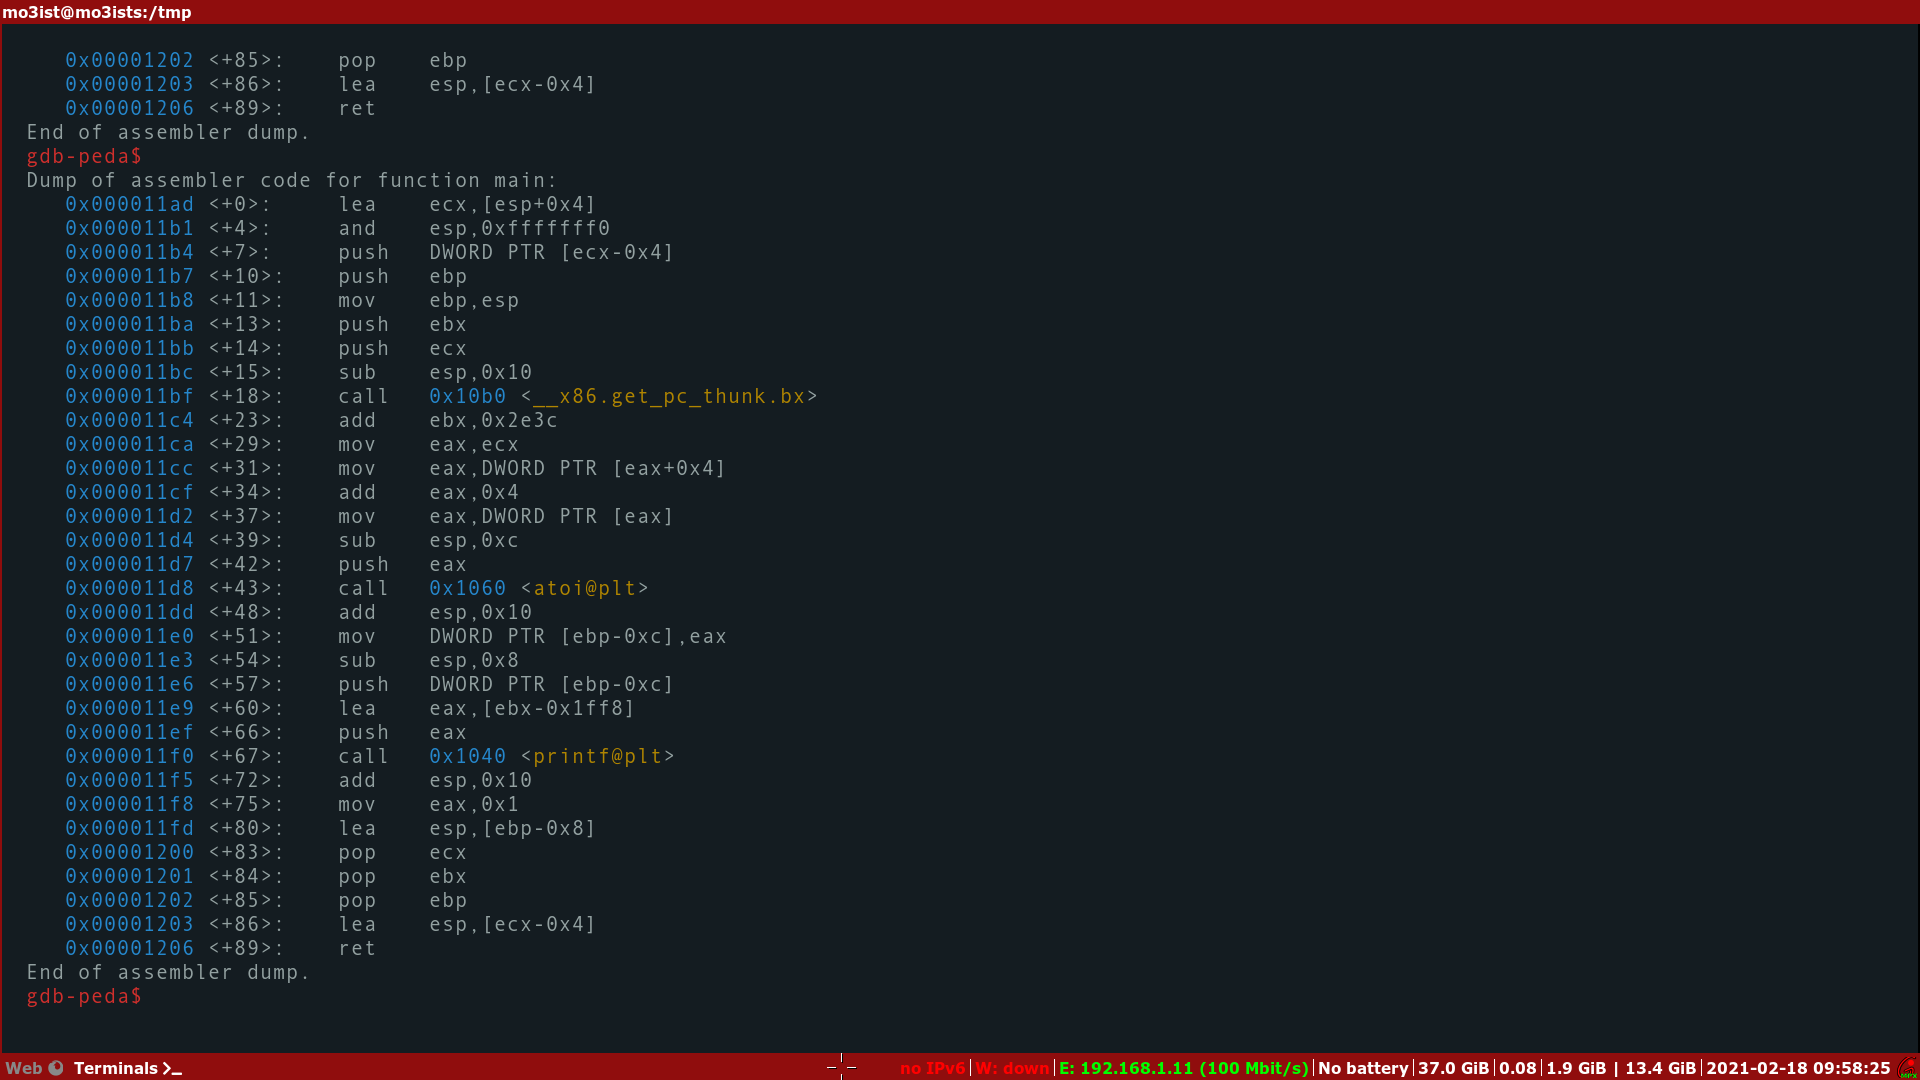 mo3ist@mo3ists:/tmp
0x00001202 <+85>: pop ebp
0x00001203 <+86>: lea esp,[ecx-0x4]
0x00001206 <+89>: ret
End of assembler dump.
gdb-peda$
Dump of assembler code for function main:
0x000011ad <+0>: lea ecx,[esp+0x4]
0x000011b1 <+4>: and esp,0xfffffff0
0x000011b4 <+7>: push DWORD PTR [ecx-0x4]
0x000011b7 <+10>: push ebp
0x000011b8 <+11>: mov ebp,esp
0x000011ba <+13>: push ebx
0x000011bb <+14>: push ecx
0x000011bc <+15>: sub esp,0x10
0x000011bf <+18>: call 0x10b0 <__x86.get_pc_thunk.bx>
0x000011c4 <+23>: add ebx,0x2e3c
0x000011ca <+29>: mov eax,ecx
0x000011cc <+31>: mov eax,DWORD PTR [eax+0x4]
0x000011cf <+34>: add eax,0x4
0x000011d2 <+37>: mov eax,DWORD PTR [eax]
0x000011d4 <+39>: sub esp,0xc
0x000011d7 <+42>: push eax
0x000011d8 <+43>: call 0x1060 <atoi@plt>
0x000011dd <+48>: add esp,0x10
0x000011e0 <+51>: mov DWORD PTR [ebp-0xc],eax
0x000011e3 <+54>: sub esp,0x8
0x000011e6 <+57>: push DWORD PTR [ebp-0xc]
0x000011e9 <+60>: lea eax,[ebx-0x1ff8]
0x000011ef <+66>: push eax
0x000011f0 <+67>: call 0x1040 <printf@plt>
0x000011f5 <+72>: add esp,0x10
0x000011f8 <+75>: mov eax,0x1
0x000011fd <+80>: lea esp,[ebp-0x8]
0x00001200 <+83>: pop ecx
0x00001201 <+84>: pop ebx
0x00001202 <+85>: pop ebp
0x00001203 <+86>: lea esp,[ecx-0x4]
0x00001206 <+89>: ret
End of assembler dump.
gdb-peda$
Web Terminals no IPv6|W: down|E: 192.168.1.11 (100 Mbit/s)|No battery|37.0 GiB|0.08|1.9 GiB | 13.4 GiB|2021-02-18 09:58:25